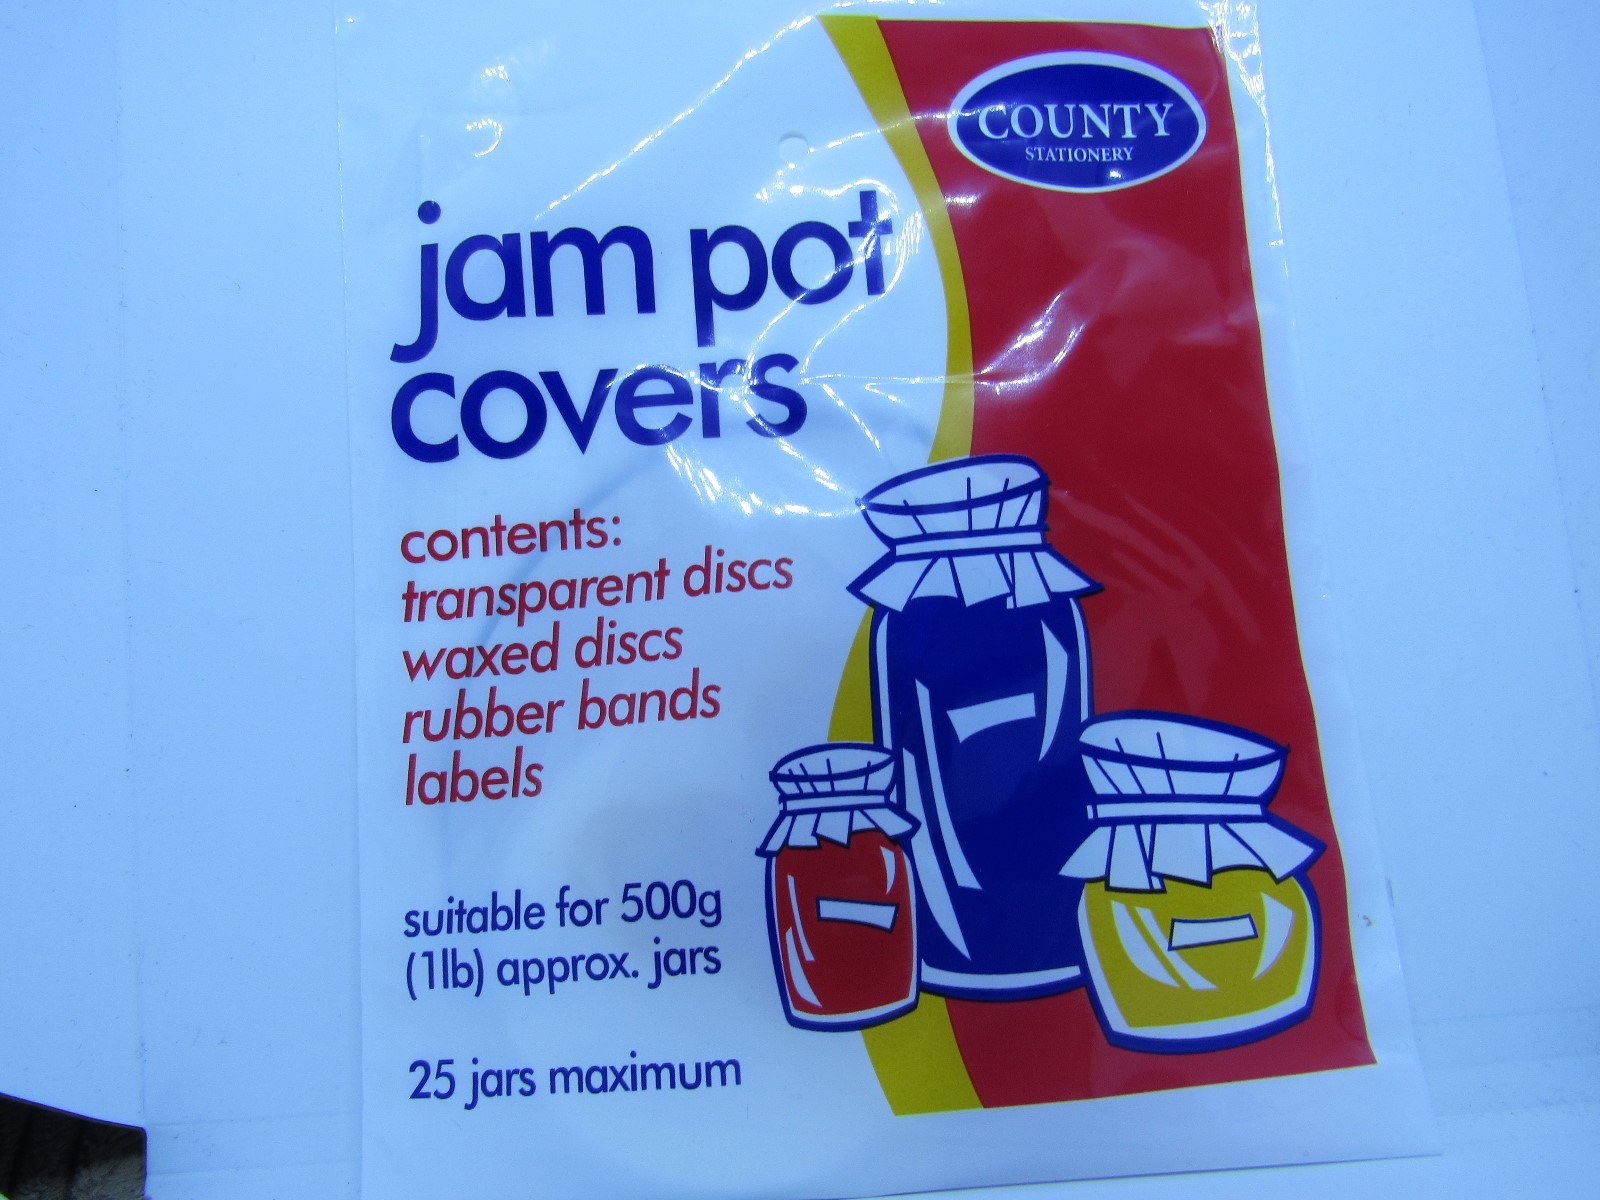 COUNTY
STATIONERY
jam pot
covers
contents:
transparent discs
waxed discs
rubber bands
labels
suitable for 500g
(1lb) approx. jars
25 jars maximum